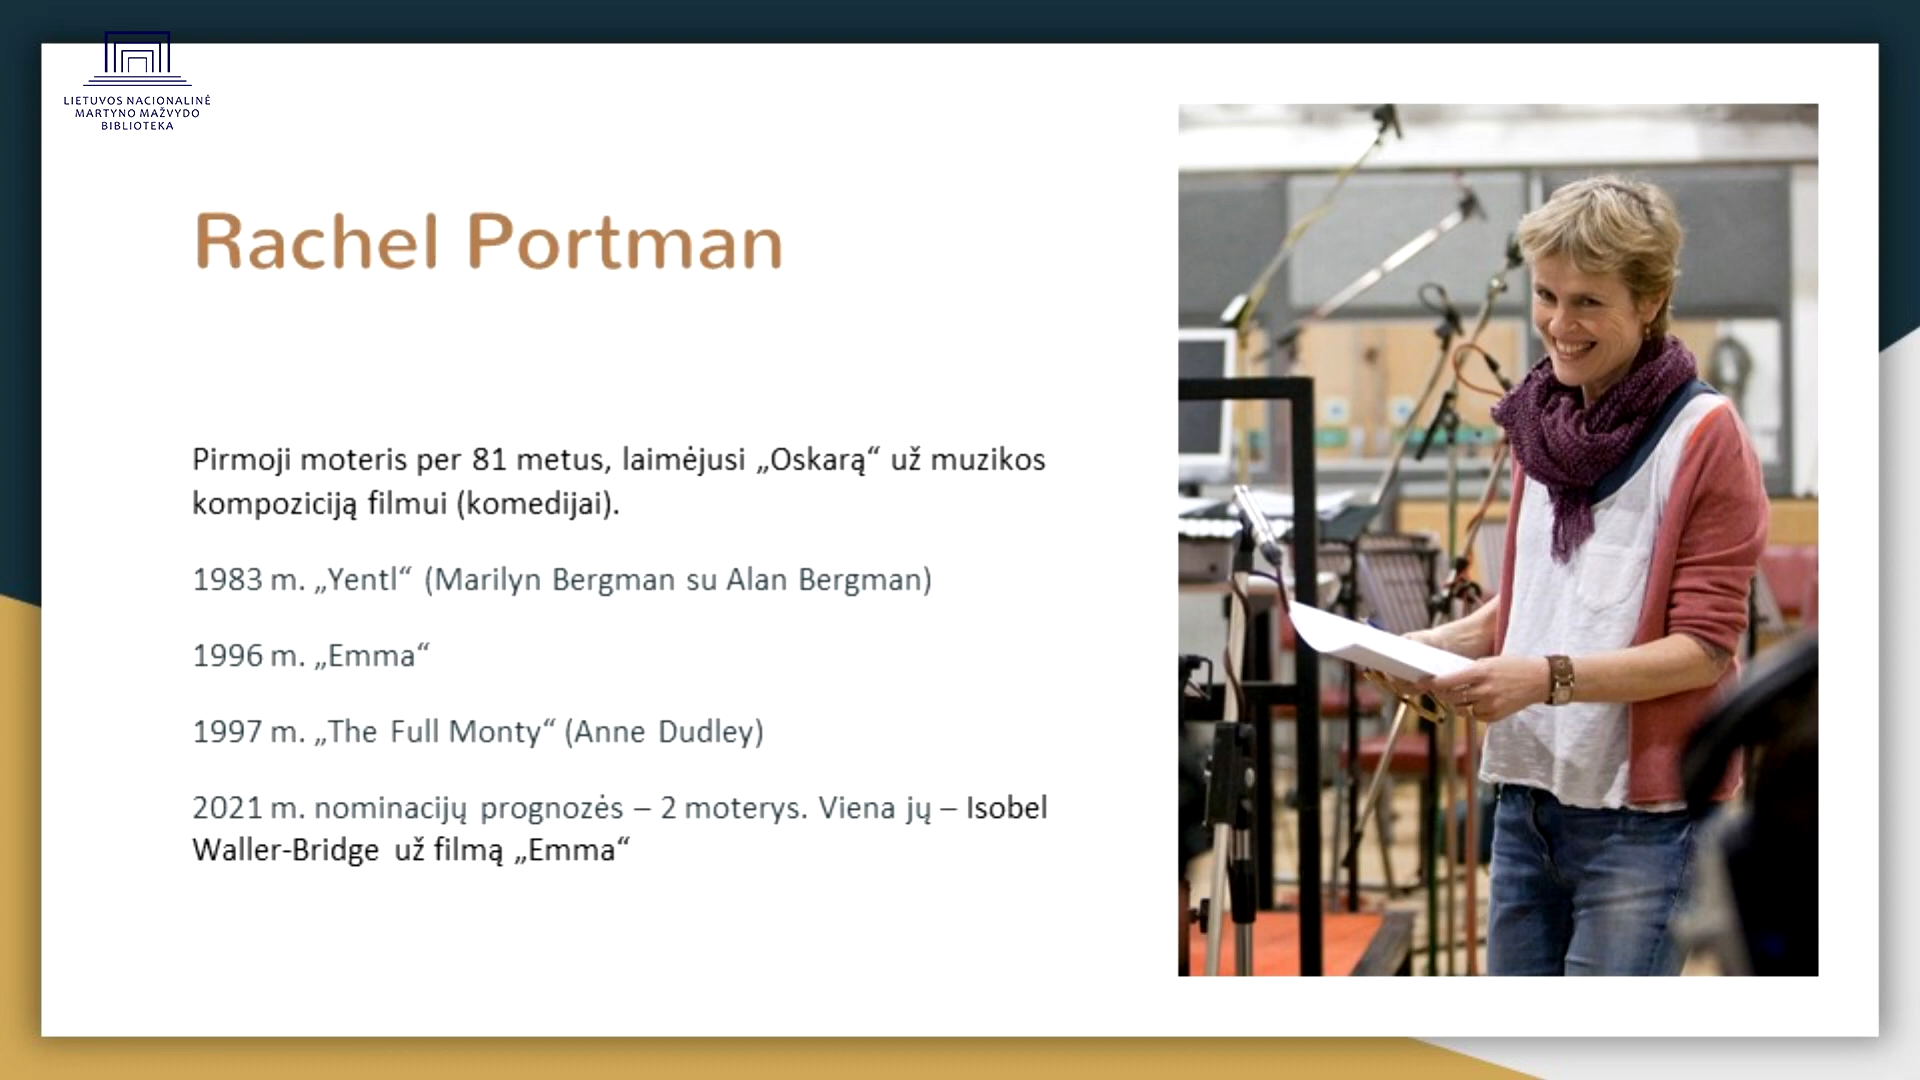 LIETUVOS NACIONALINĖ
MARTYNO MAŽVYDO
BIBLIOTEKA
Rachel Portman
Pirmoji moteris per 81 metus, laimėjusi „Oskarą“ už muzikos
kompoziciją filmui (komedijai).
1983 m. „Yentl“ (Marilyn Bergman su Alan Bergman)
1996 m. „Emma“
1997 m. „The Full Monty“ (Anne Dudley)
2021 m. nominacijų prognozės – 2 moterys. Viena jų – Isobel
Waller-Bridge už filmą „Emma“